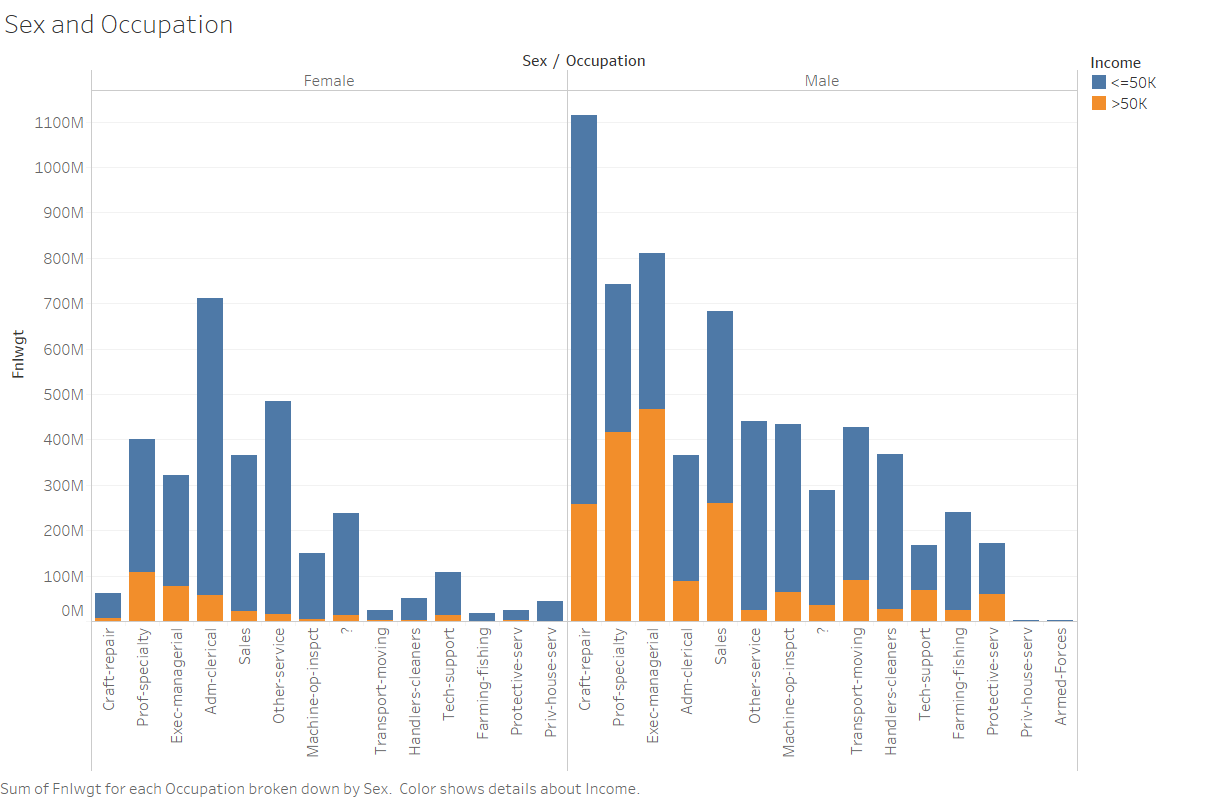 Sex and Occupation
Sex / Occupation
Female
Male
Income
<=50K
>50K
1100M
1000M
900M
800M
700M
600M
500M
400M
300M
200M
100M
0M
Fnlwgt
Craft-repair
Prof-specialty
Exec-managerial
Adm-clerical
Sales
Other-service
Machine-op-inspct
?
Transport-moving
Handlers-cleaners
Tech-support
Farming-fishing
Protective-serv
Priv-house-serv
Craft-repair
Prof-specialty
Exec-managerial
Adm-clerical
Sales
Other-service
Machine-op-inspct
?
Transport-moving
Handlers-cleaners
Tech-support
Farming-fishing
Protective-serv
Priv-house-serv
Armed-Forces
Sum of Fnlwgt for each Occupation broken down by Sex.  Color shows details about Income.